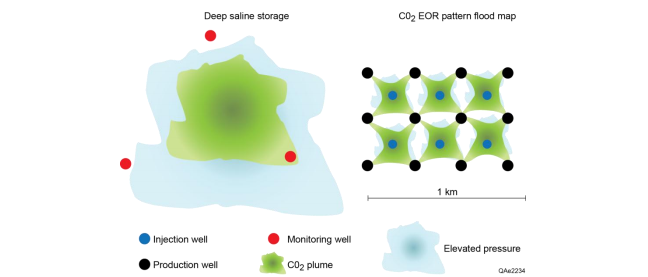 Deep saline storage
C0₂ EOR pattern flood map
1 km
Injection well
Monitoring well
Elevated pressure
Production well
C0₂ plume
QAe2234